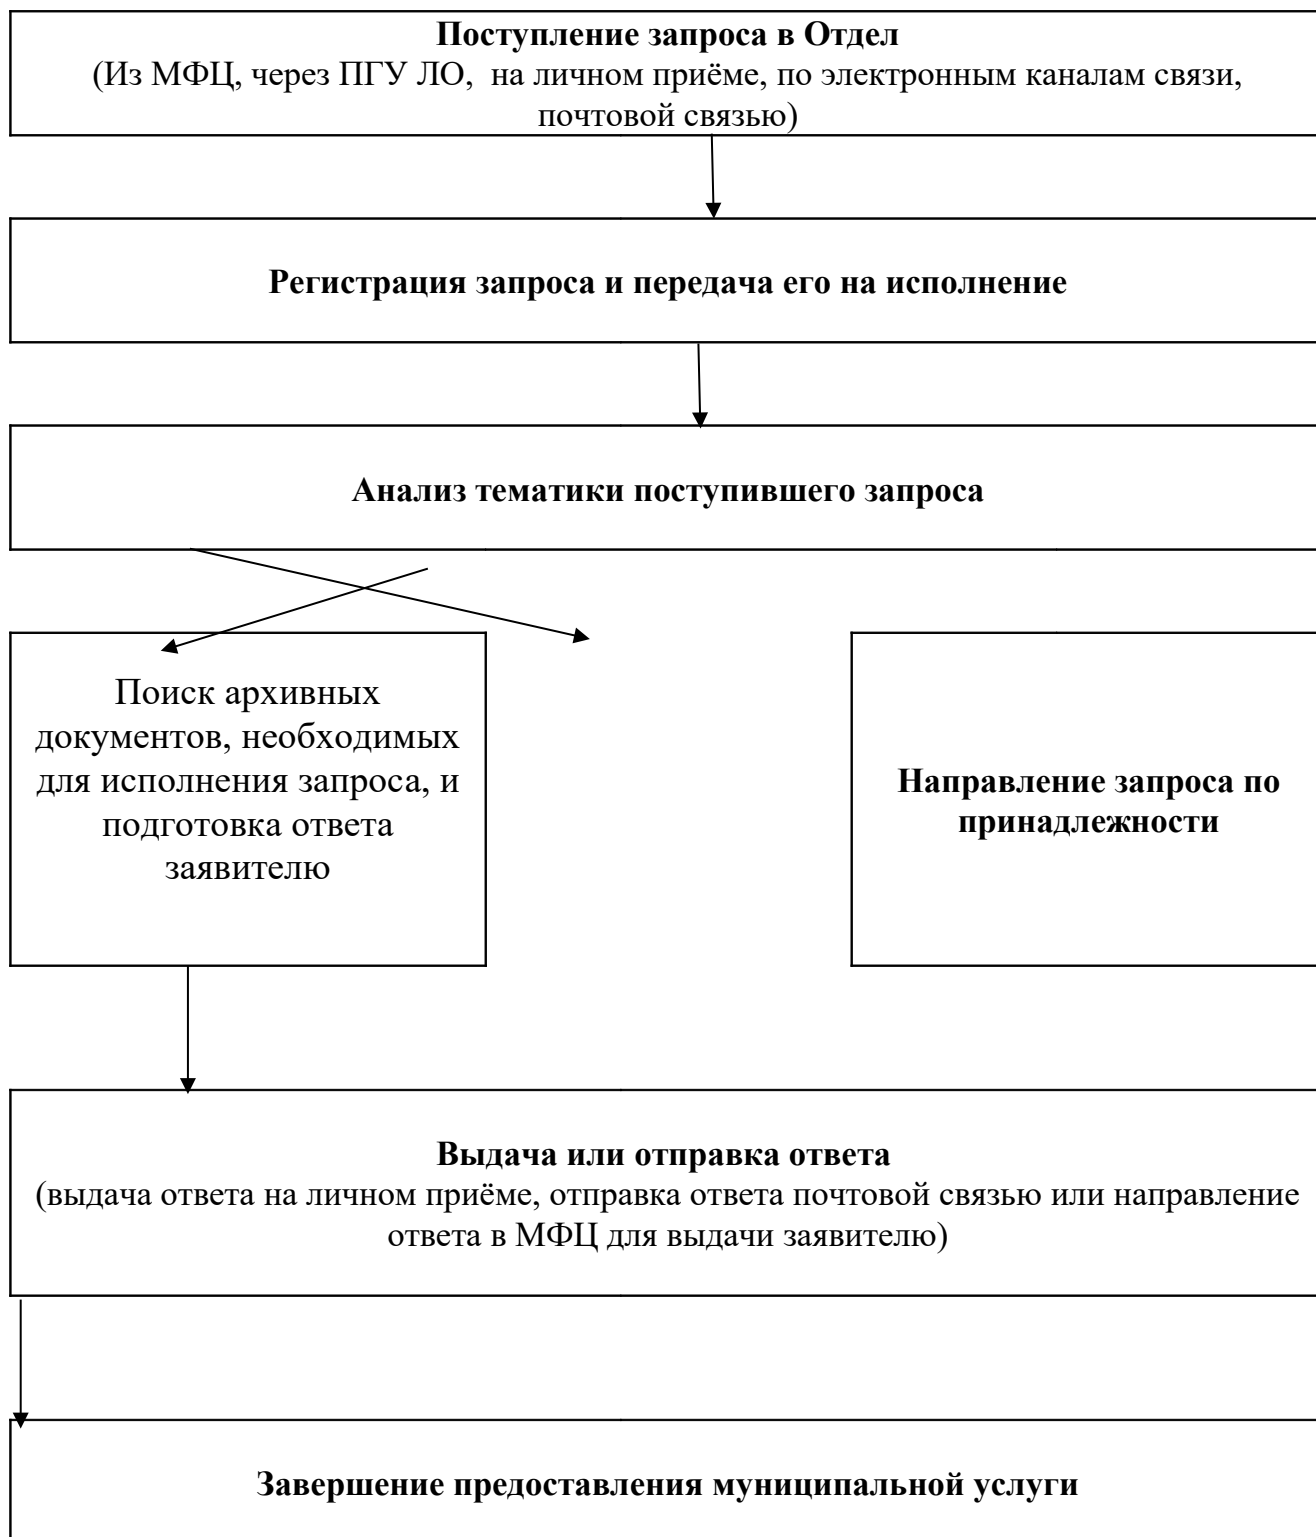 Поступление запроса в Отдел
(Из МФЦ, через ПГУ ЛО,  на личном приёме, по электронным каналам связи,
почтовой связью)
Регистрация запроса и передача его на исполнение
Анализ тематики поступившего запроса
Поиск архивных
документов, необходимых
для исполнения запроса, и
подготовка ответа
заявителю
Направление запроса по
принадлежности
Выдача или отправка ответа
(выдача ответа на личном приёме, отправка ответа почтовой связью или направление
ответа в МФЦ для выдачи заявителю)
Завершение предоставления муниципальной услуги